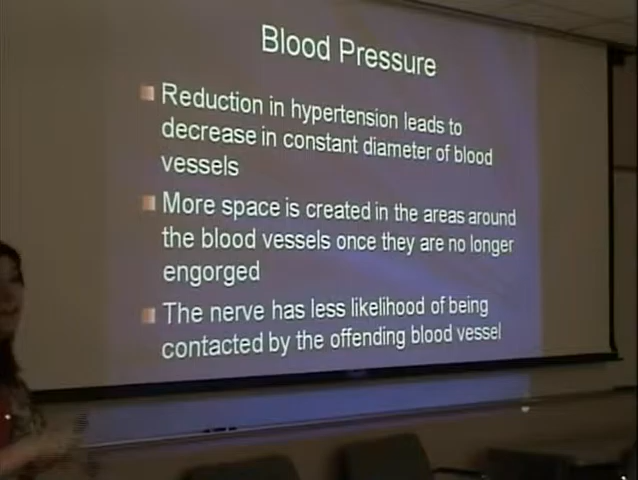 Blood Pressure
Reduction in hypertension leads to
decrease in constant diameter of blood
vessels
More space is created in the areas around
the blood vessels once they are no longer
engorged
The nerve has less likelihood of being
contacted by the offending blood vessel